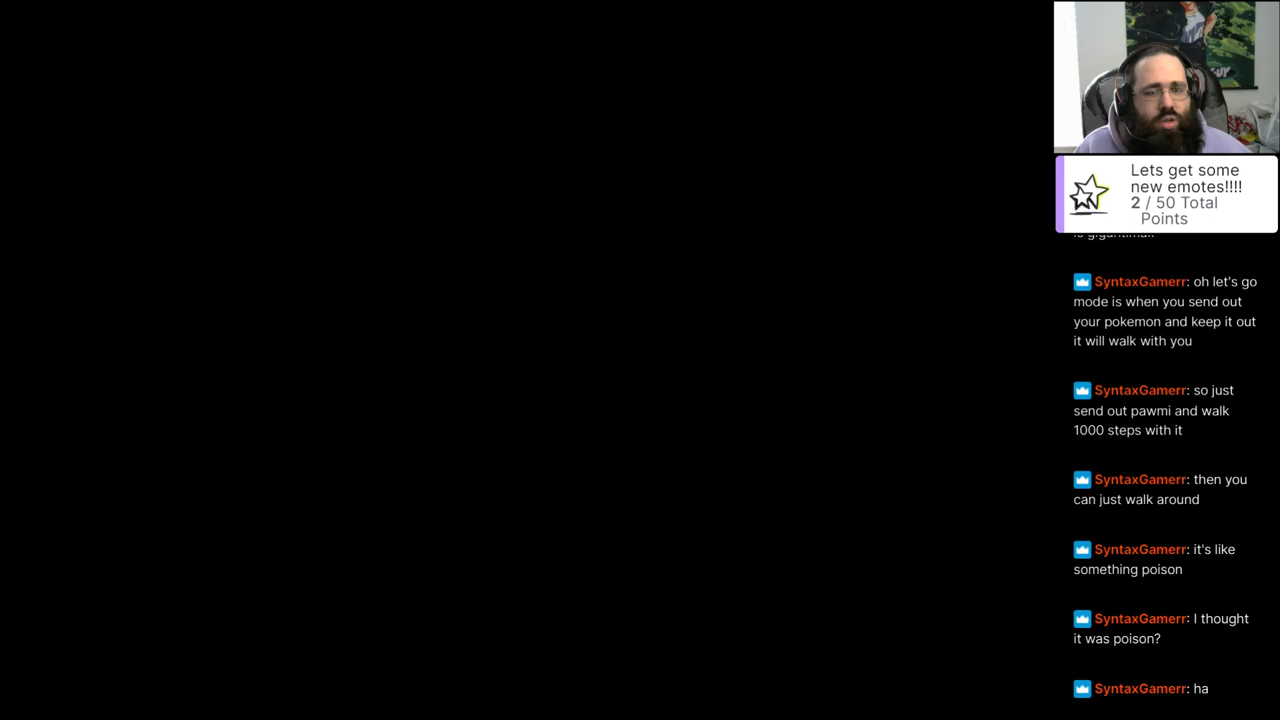 Lets get some
new emotes!!!!
2 / 50 Total
Points
SyntaxGamerr: oh let's go
mode is when you send out
your pokemon and keep it out
it will walk with you
SyntaxGamerr: so just
send out pawmi and walk
1000 steps with it
SyntaxGamerr: then you
can just walk around
SyntaxGamerr: it's like
something poison
SyntaxGamerr: I thought
it was poison?
SyntaxGamerr: ha